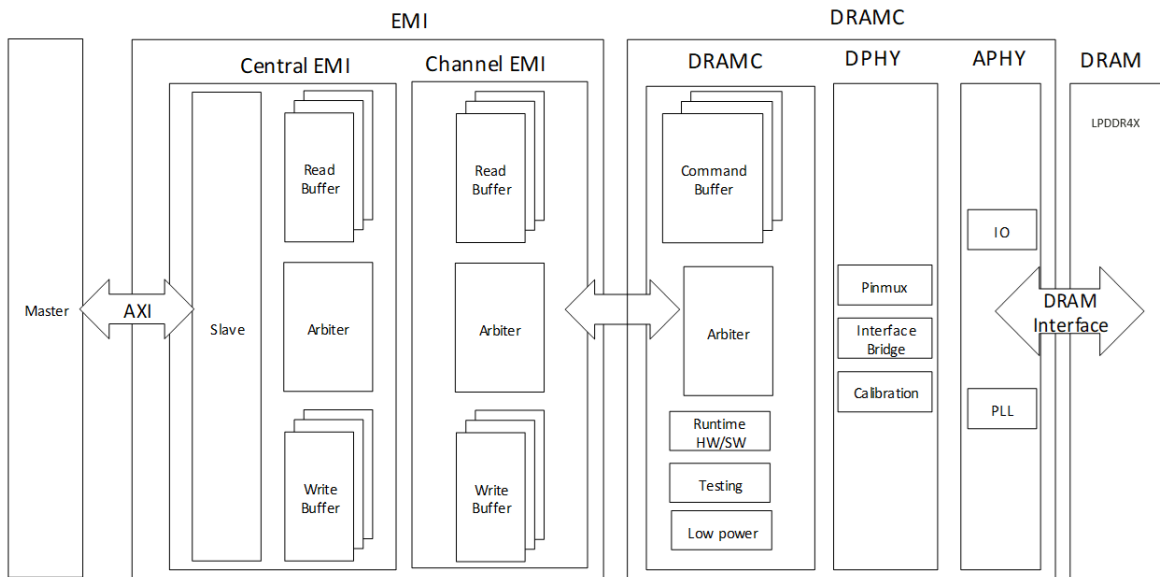 EMI
DRAMC
Central EMI
Channel EMI
DRAMC
DPHY
APHY
DRAM
LPDDR4X
Read
Buffer
Read
Buffer
Command
Buffer
IO
Master
AXI
Slave
Arbiter
Arbiter
Arbiter
Pinmux
Interface
Bridge
Calibration
DRAM
Interface
PLL
Runtime
HW/SW
Testing
Low power
Write
Buffer
Write
Buffer